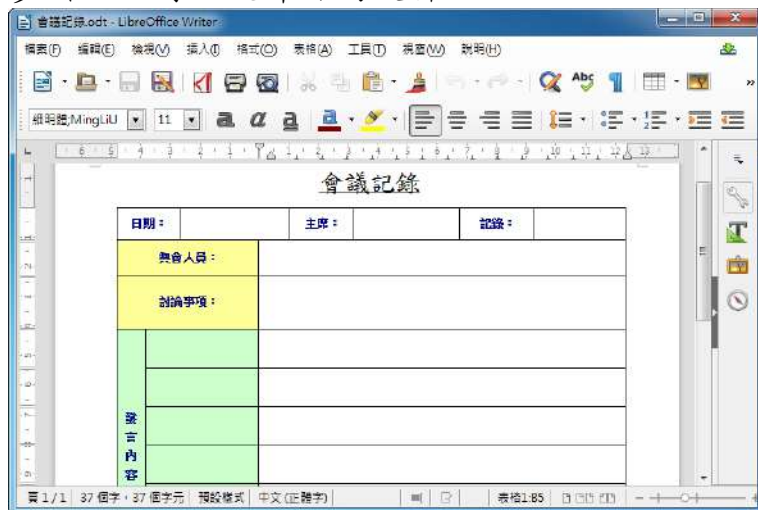 會議記錄.odt - LibreOffice Writer
檔案(F) 編輯(E) 檢視(V) 插入(I) 格式(O) 表格(A) 工具(T) 視窗(W) 說明(H)
細明體;MingLiU 11
會議記錄
日期： 主席： 記錄：
與會人員：
討論事項：
發
言
內
容
頁 1 / 1 37 個字，37 個字元 預設樣式 中文 (正體字) 表格1:B5